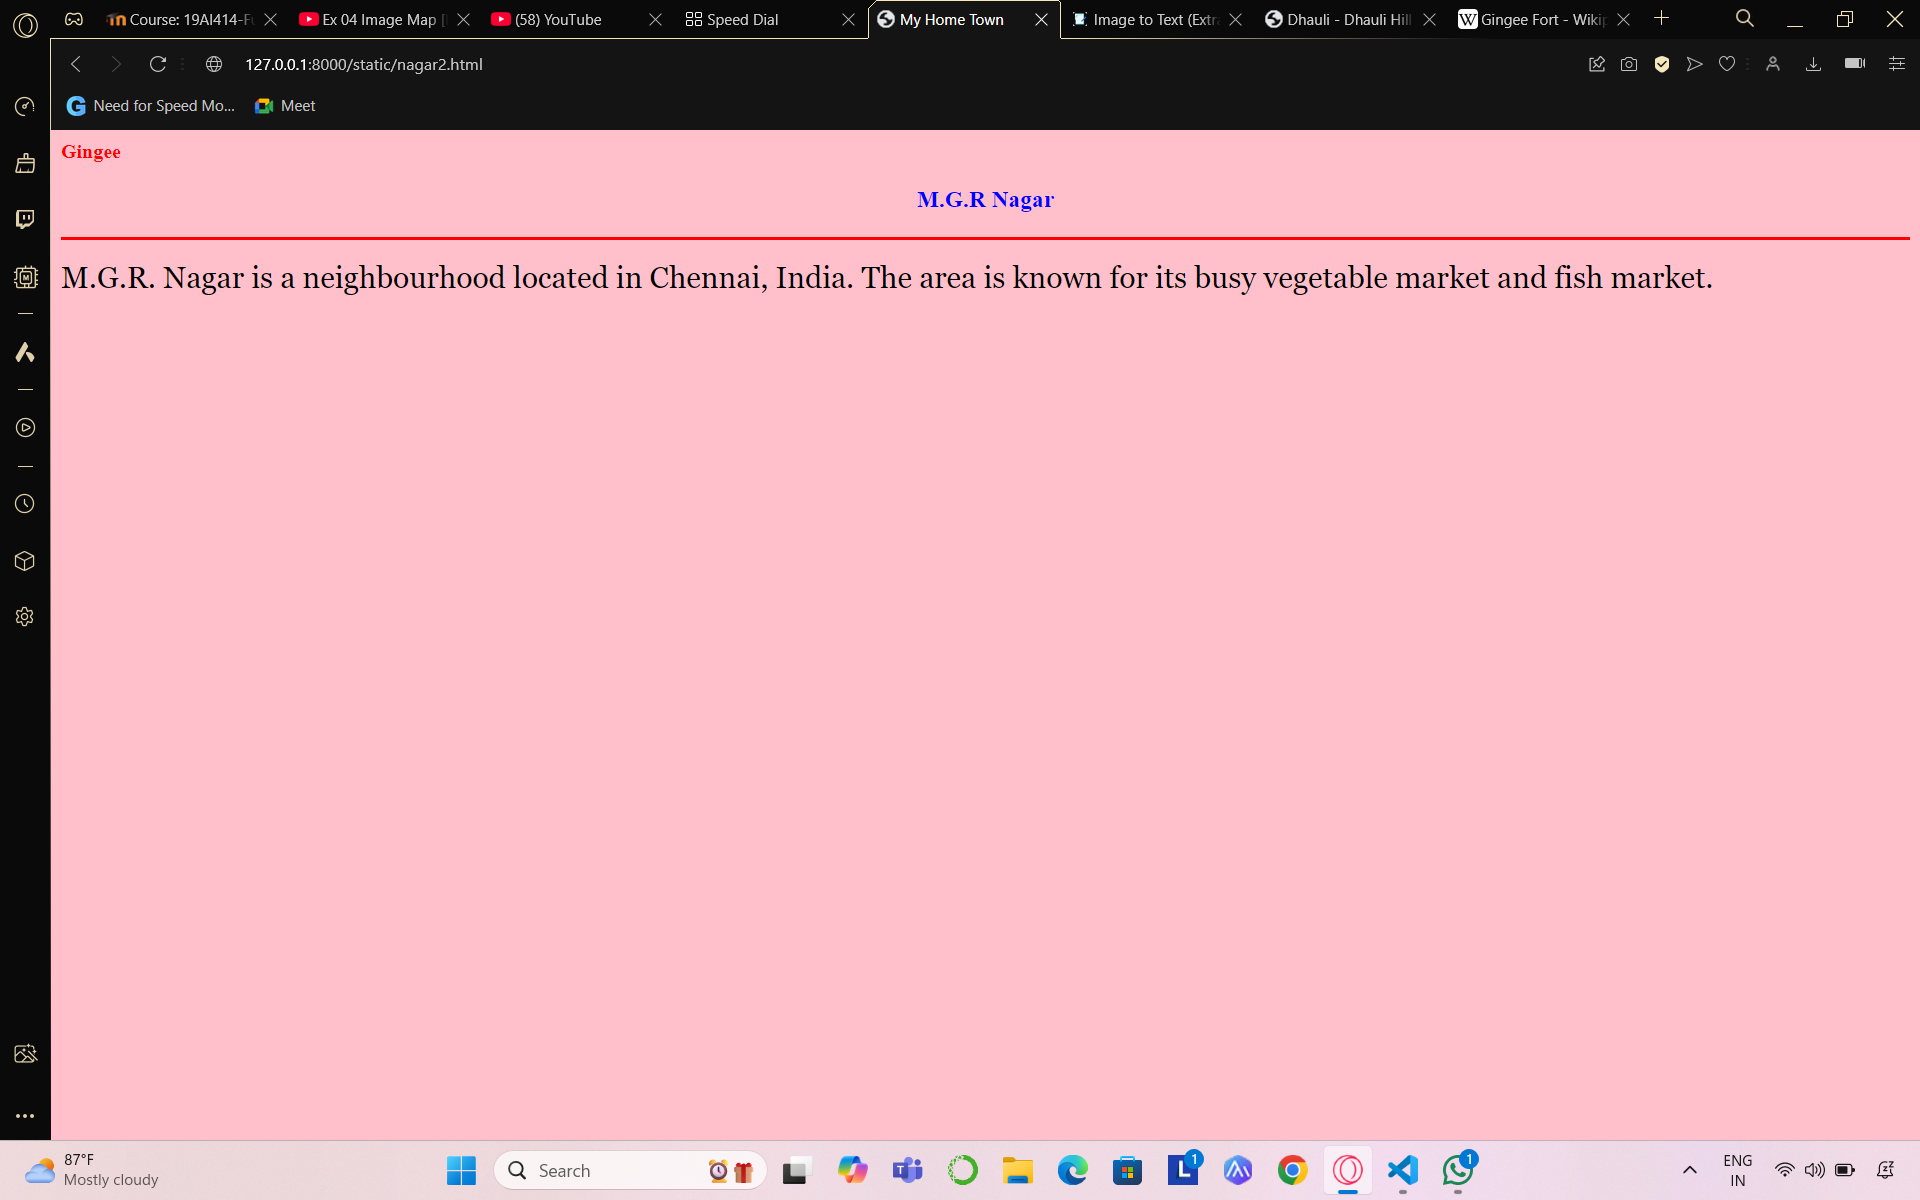 Course: 19AI414-Fu
Ex 04 Image Map
(58) YouTube
Speed Dial
My Home Town
Image to Text (Extra
Dhauli - Dhauli Hill
W Gingee Fort - Wikip
127.0.0.1:8000/static/nagar2.html
G Need for Speed Mo...
Meet
Gingee
M.G.R Nagar
M.G.R. Nagar is a neighbourhood located in Chennai, India. The area is known for its busy vegetable market and fish market.
87°F
Mostly cloudy
Search
L 1
1
ENG
IN